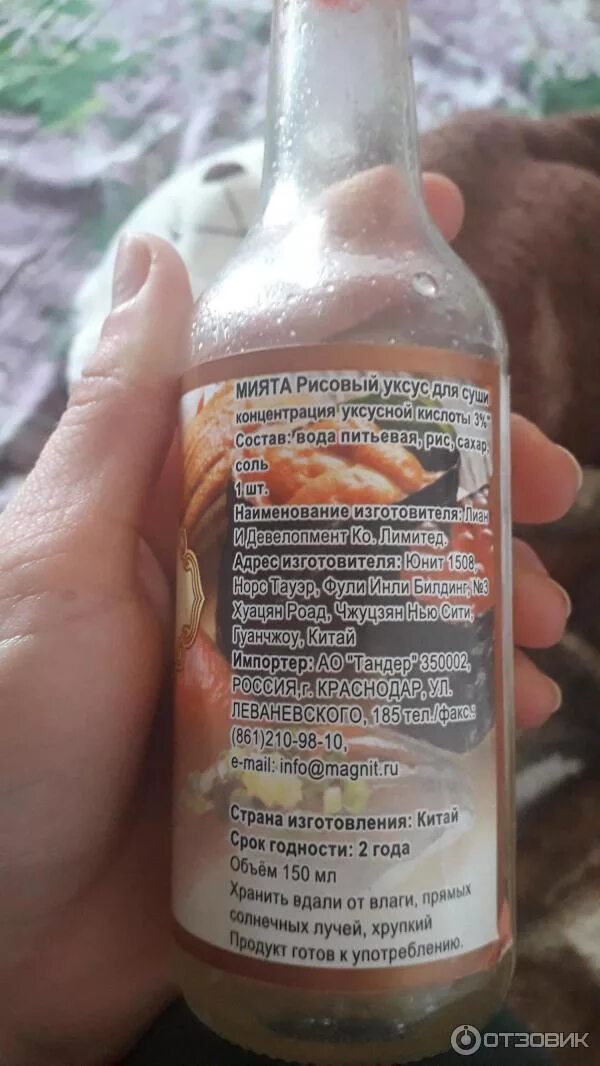 МИЯТА Рисовый уксус для суши
концентрация уксусной кислоты 3%
Состав: вода питьевая, рис, сахар,
соль
1 шт.
Наименование изготовителя: Лиан
И Девелопмент Ко. Лимитед.
Адрес изготовителя: Юнит 1508,
Норс Тауэр, Фули Инли Билдинг, №3
Хуацян Роад, Чжуцзян Нью Сити,
Гуанчжоу, Китай
Импортер: АО "Тандер" 350002,
РОССИЯ,г. КРАСНОДАР, УЛ.
ЛЕВАНЕВСКОГО, 185 тел./факс.:
(861)210-98-10,
e-mail: info@magnit.ru
Страна изготовления: Китай
Срок годности: 2 года
Объём 150 мл
Хранить вдали от влаги, прямых
солнечных лучей, хрупкий
Продукт готов к употреблению.
ОТЗОВИК